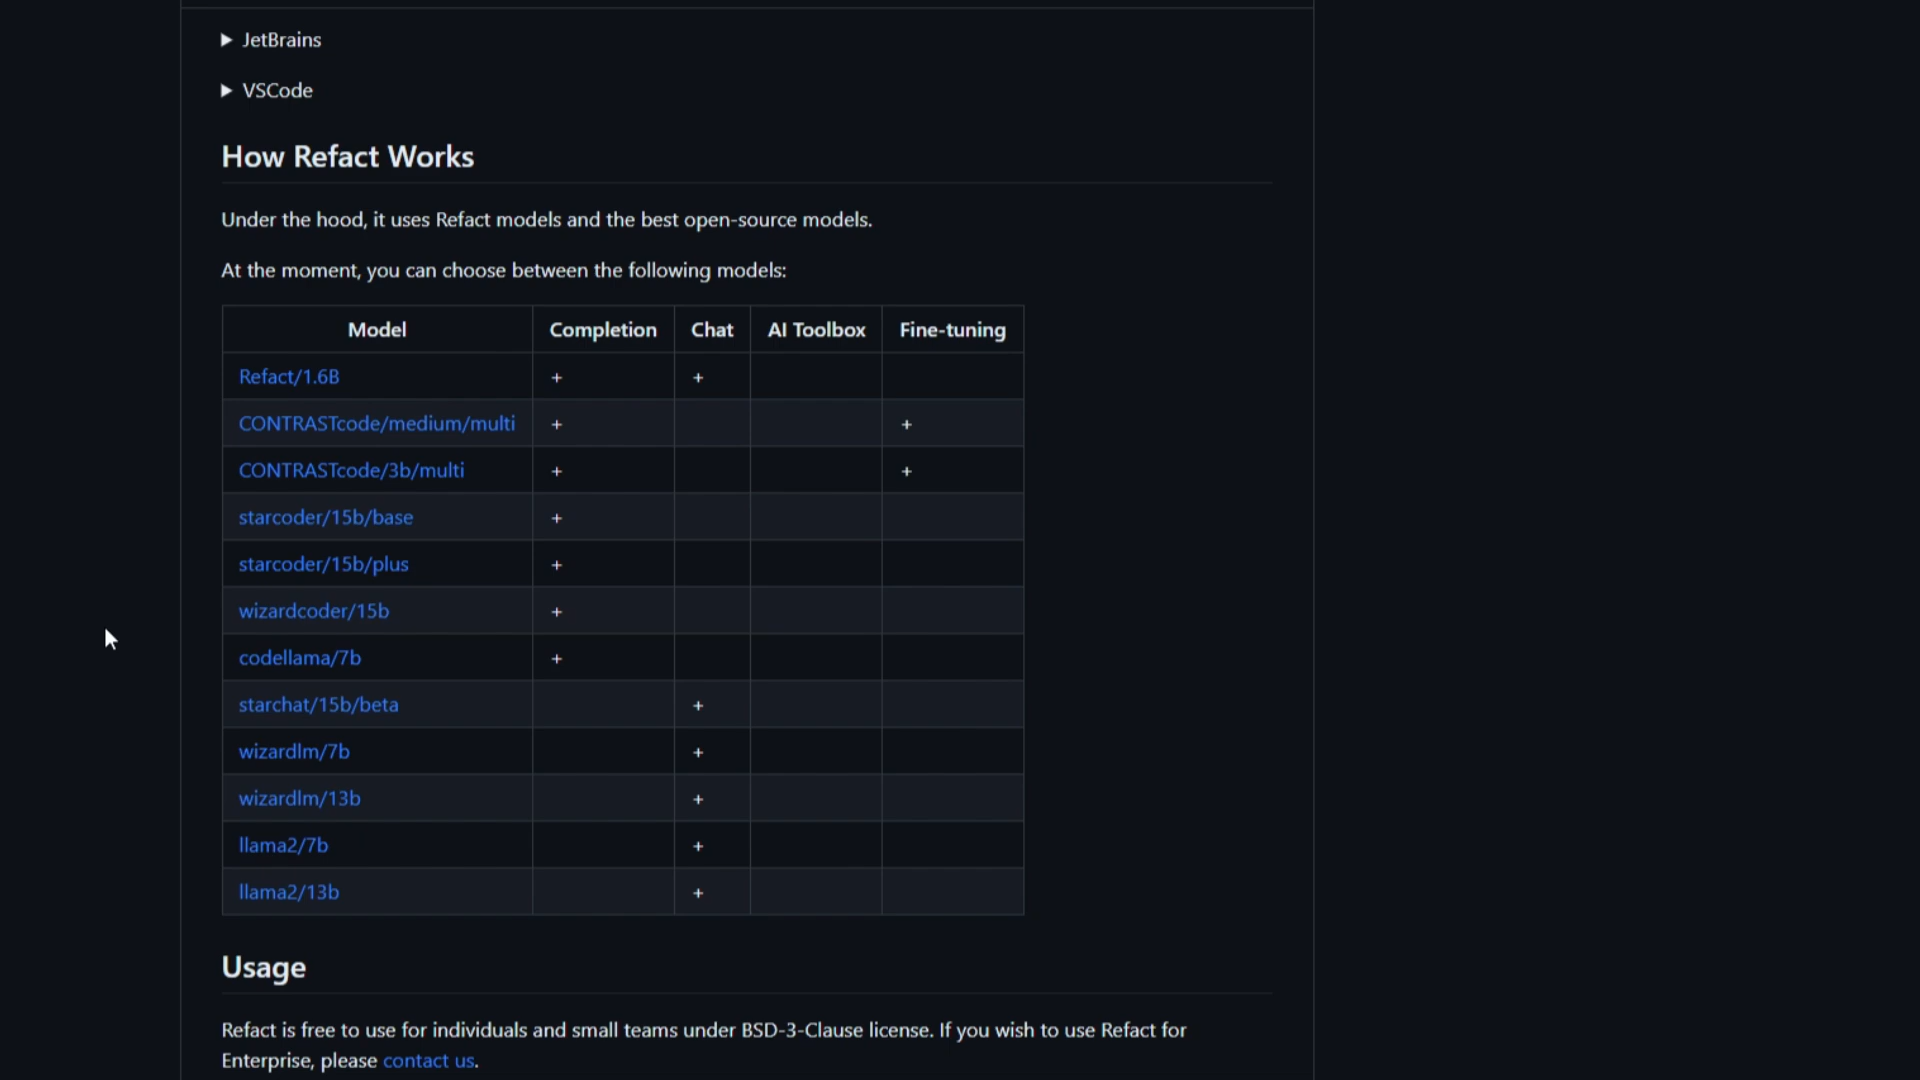 JetBrains
VSCode
How Refact Works
Under the hood, it uses Refact models and the best open-source models.
At the moment, you can choose between the following models:
Model Completion Chat AI Toolbox Fine-tuning
Refact/1.6B + +
CONTRASTcode/medium/multi + +
CONTRASTcode/3b/multi + +
starcoder/15b/base +
starcoder/15b/plus +
wizardcoder/15b +
codellama/7b +
starchat/15b/beta +
wizardlm/7b +
wizardlm/13b +
llama2/7b +
llama2/13b +
Usage
Refact is free to use for individuals and small teams under BSD-3-Clause license. If you wish to use Refact for
Enterprise, please contact us.